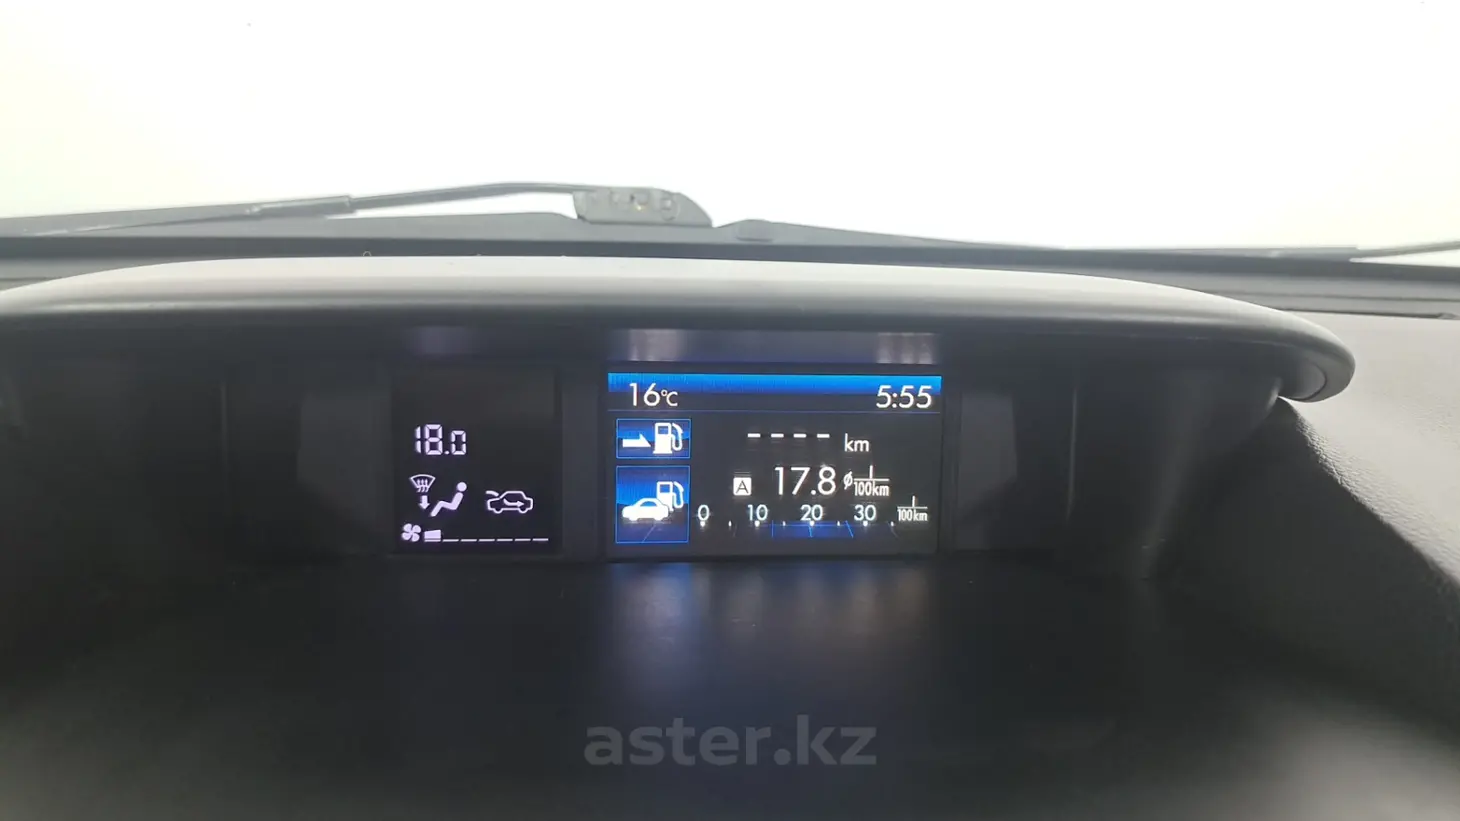 16°C 5:55
18.0
---- km
A 17.8 ø l/100km
0 10 20 30 l/100km
aster.kz